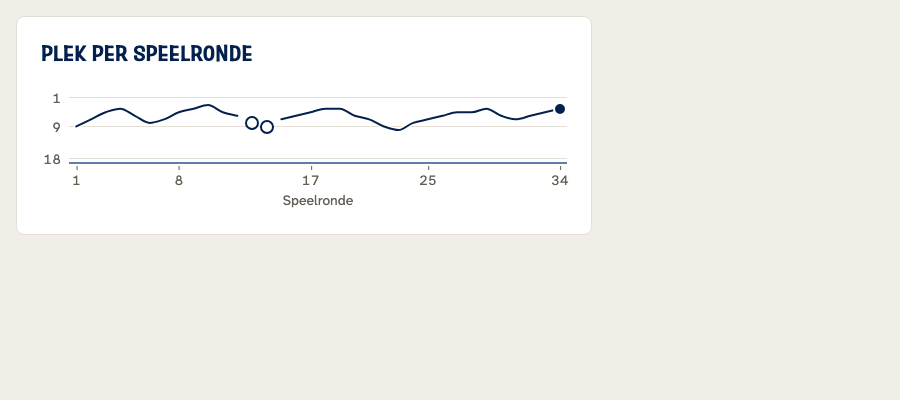 PLEK PER SPEELRONDE
1
9
18
1 8 17 25 34
Speelronde